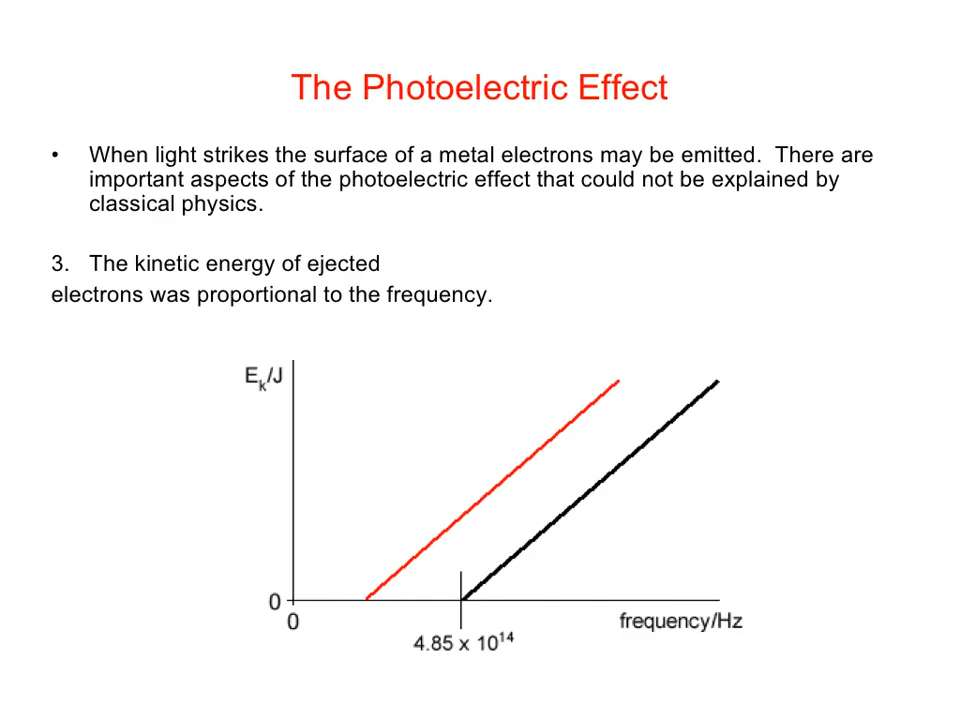 The Photoelectric Effect
• When light strikes the surface of a metal electrons may be emitted.  There are
important aspects of the photoelectric effect that could not be explained by
classical physics.
3. The kinetic energy of ejected
electrons was proportional to the frequency.
Eₖ/J
0
0
frequency/Hz
4.85 x 10¹⁴